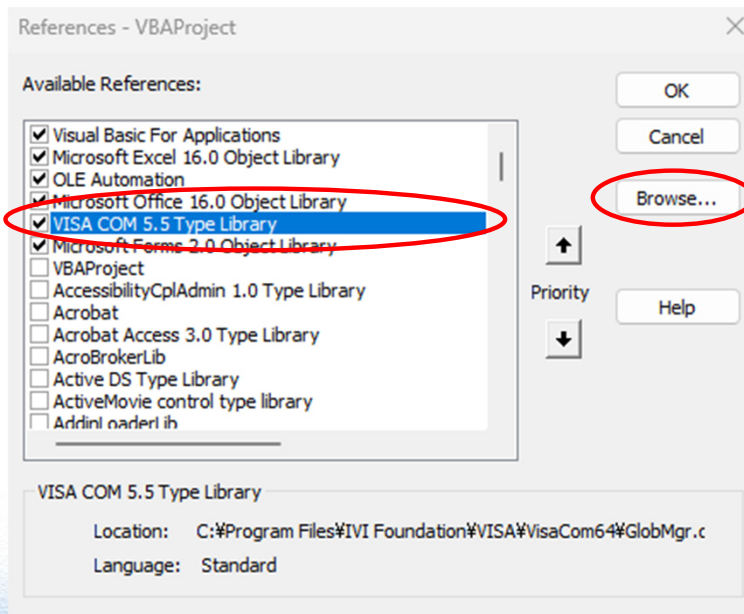 References - VBAProject
Available References:
OK
Visual Basic For Applications
Cancel
Microsoft Excel 16.0 Object Library
OLE Automation
Microsoft Office 16.0 Object Library
Browse...
VISA COM 5.5 Type Library
Microsoft Forms 2.0 Object Library
VBAProject
AccessibilityCplAdmin 1.0 Type Library
Priority
Acrobat
Help
Acrobat Access 3.0 Type Library
AcroBrokerLib
Active DS Type Library
ActiveMovie control type library
AddinLoaderLib
VISA COM 5.5 Type Library
Location: C:¥Program Files¥IVI Foundation¥VISA¥VisaCom64¥GlobMgr.c
Language: Standard